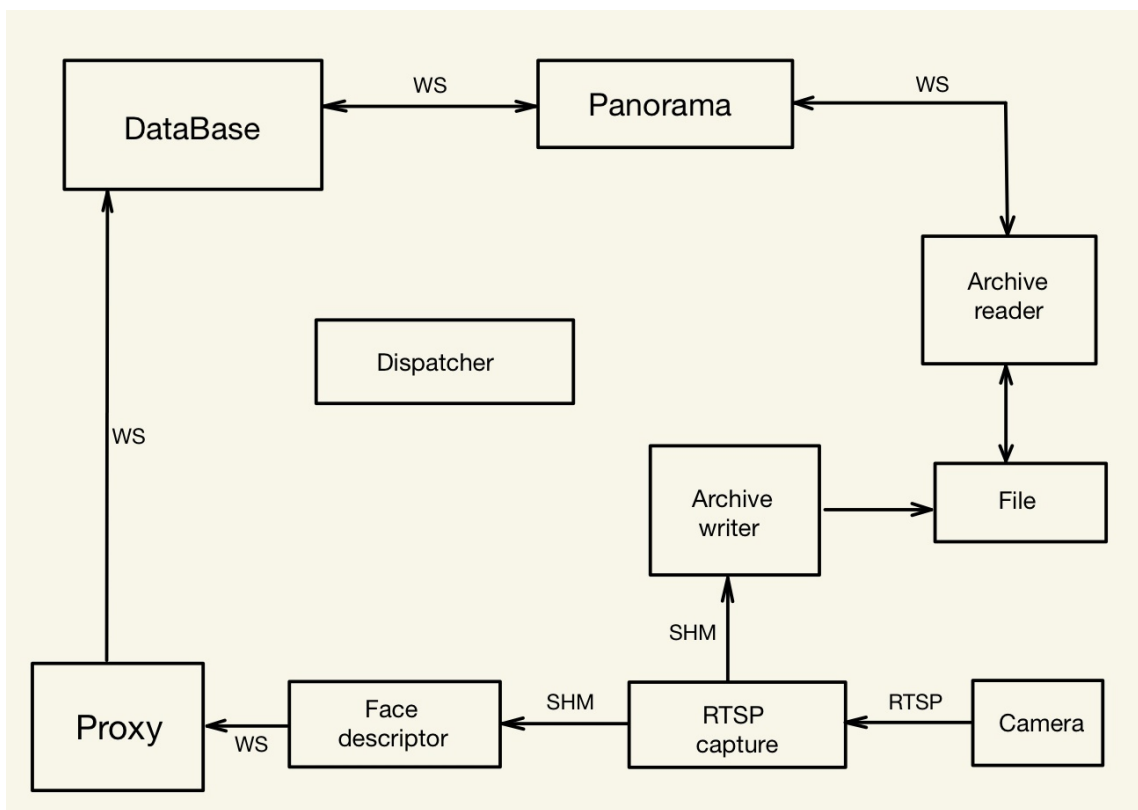 WS
WS
DataBase
Panorama
Archive
reader
Dispatcher
WS
Archive
writer
File
SHM
Proxy
WS
Face
descriptor
SHM
RTSP
capture
RTSP
Camera